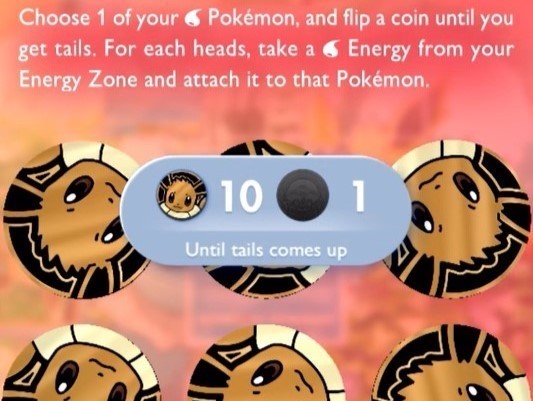 Choose 1 of your Pokémon, and flip a coin until you
get tails. For each heads, take a Energy from your
Energy Zone and attach it to that Pokémon.
10 1
Until tails comes up